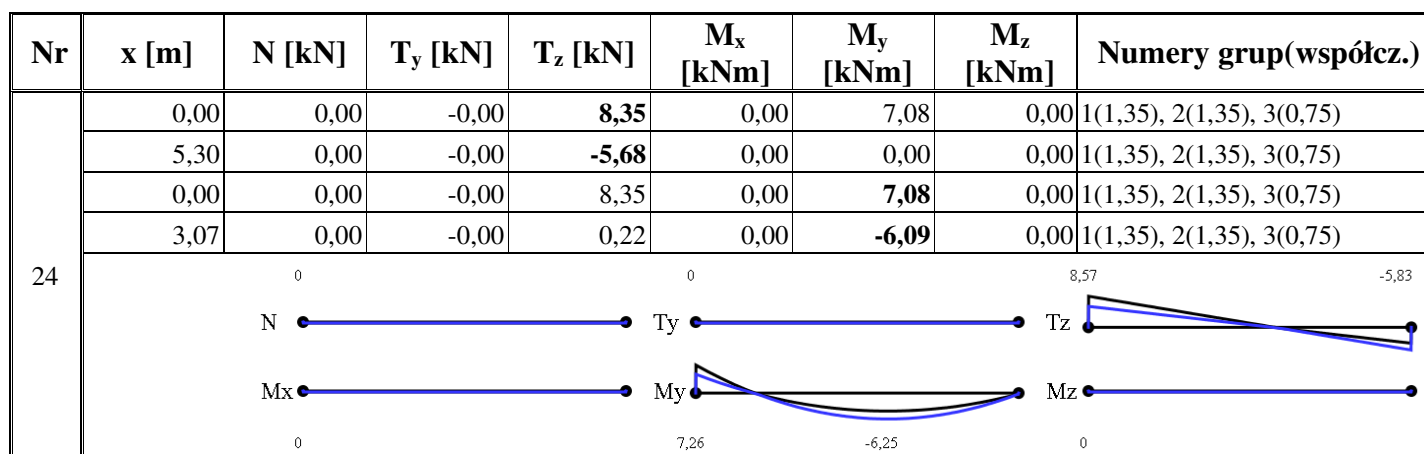 Nr x [m] N [kN] Ty [kN] Tz [kN] Mx [kNm] My [kNm] Mz [kNm] Numery grup(współcz.)
0,00 0,00 -0,00 8,35 0,00 7,08 0,00 1(1,35), 2(1,35), 3(0,75)
5,30 0,00 -0,00 -5,68 0,00 0,00 0,00 1(1,35), 2(1,35), 3(0,75)
0,00 0,00 -0,00 8,35 0,00 7,08 0,00 1(1,35), 2(1,35), 3(0,75)
3,07 0,00 -0,00 0,22 0,00 -6,09 0,00 1(1,35), 2(1,35), 3(0,75)
24
0 0 8,57 -5,83
N Ty Tz
Mx My Mz
0 7,26 -6,25 0